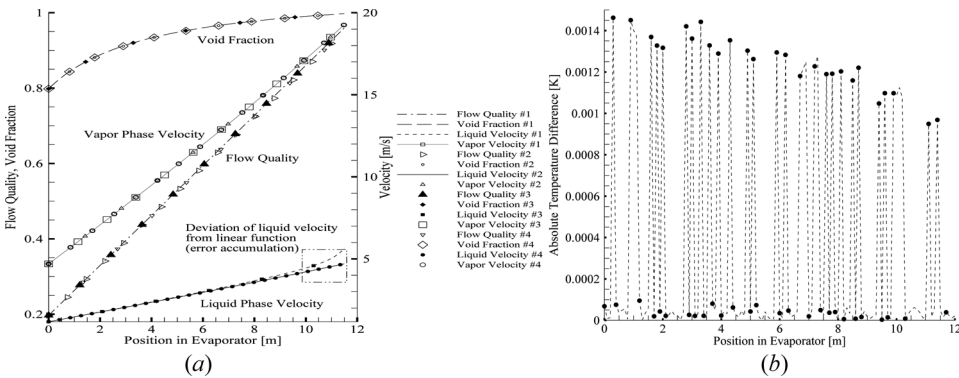 1
0.8
0.6
0.4
0.2
Flow Quality, Void Fraction
Void Fraction
Vapor Phase Velocity
Flow Quality
Deviation of liquid velocity
from linear function
(error accumulation)
Liquid Phase Velocity
20
15
10
5
Velocity [m/s]
0 2 4 6 8 10 12
Position in Evaporator [m]
(a)
Flow Quality #1
Void Fraction #1
Liquid Velocity #1
Vapor Velocity #1
Flow Quality #2
Void Fraction #2
Liquid Velocity #2
Vapor Velocity #2
Flow Quality #3
Void Fraction #3
Liquid Velocity #3
Vapor Velocity #3
Flow Quality #4
Void Fraction #4
Liquid Velocity #4
Vapor Velocity #4
0.0014
0.0012
0.001
0.0008
0.0006
0.0004
0.0002
0
Absolute Temperature Difference [K]
0 2 4 6 8 10 12
Position in Evaporator [m]
(b)